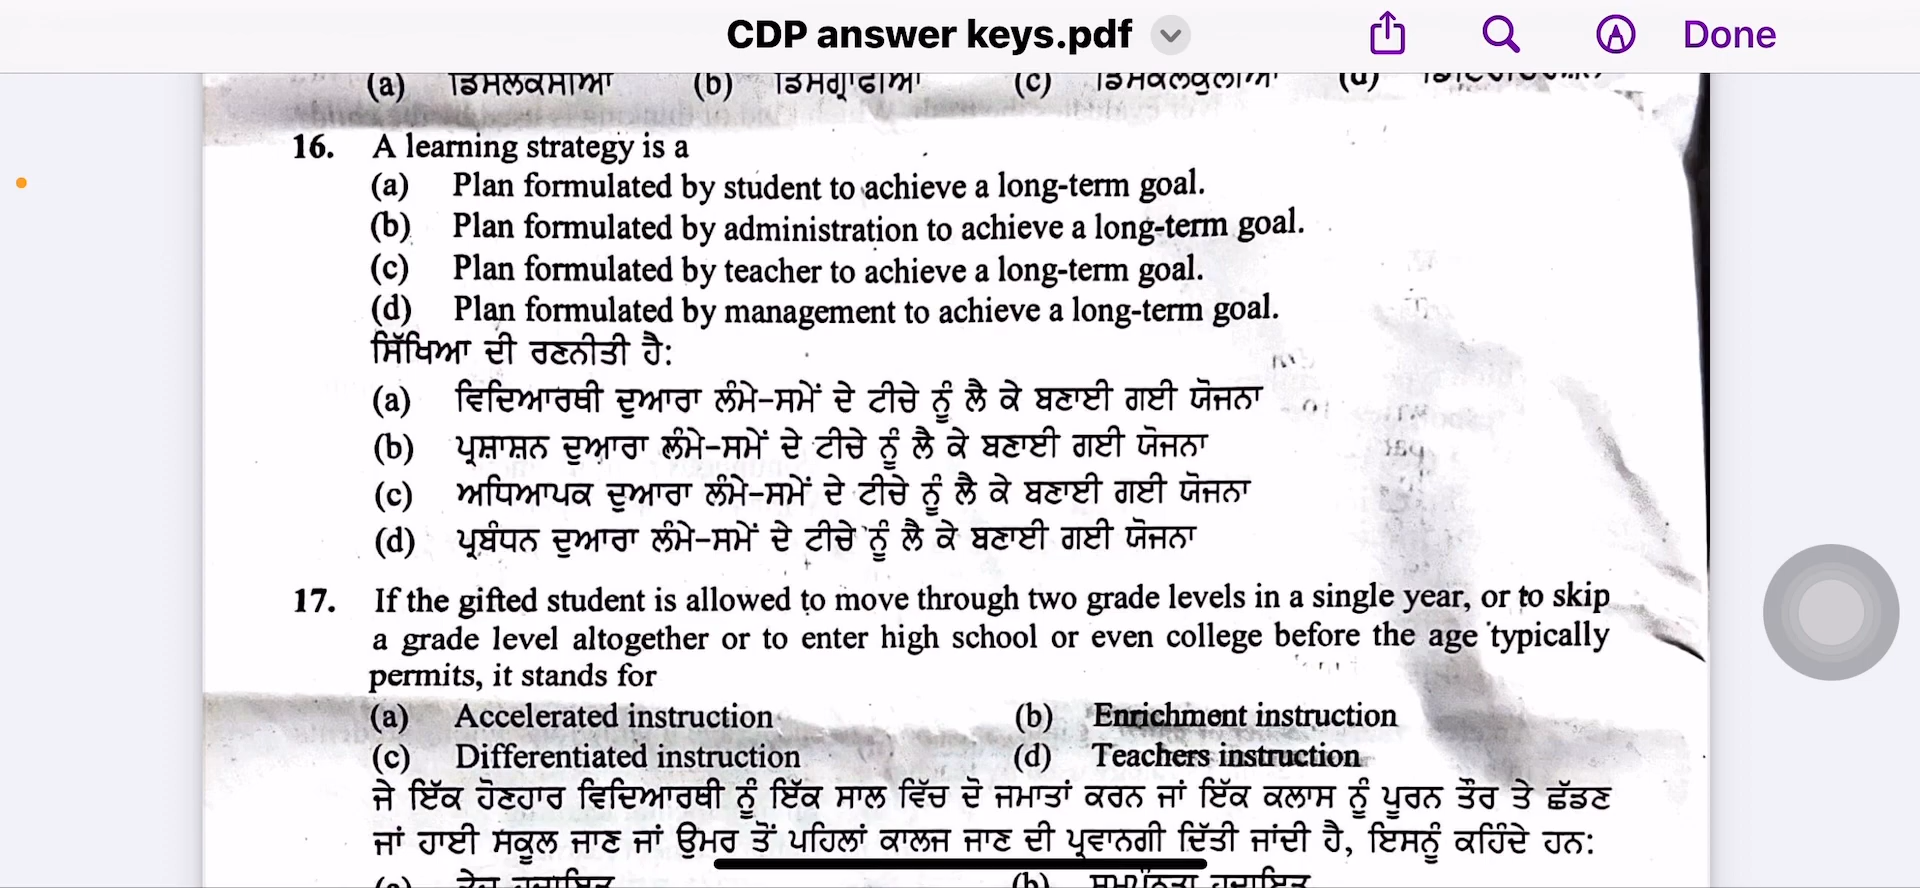 CDP answer keys.pdf
Done
(a) ਡਿਸਲੈਕਸੀਆ (b) ਡਿਸਗ੍ਰਾਫੀਆ (c) ਡਿਸਕਲਕੂਲੀਆ (d)
16. A learning strategy is a
(a) Plan formulated by student to achieve a long-term goal.
(b) Plan formulated by administration to achieve a long-term goal.
(c) Plan formulated by teacher to achieve a long-term goal.
(d) Plan formulated by management to achieve a long-term goal.
ਸਿੱਖਿਆ ਦੀ ਰਣਨੀਤੀ ਹੈ:
(a) ਵਿਦਿਆਰਥੀ ਦੁਆਰਾ ਲੰਮੇ-ਸਮੇਂ ਦੇ ਟੀਚੇ ਨੂੰ ਲੈ ਕੇ ਬਣਾਈ ਗਈ ਯੋਜਨਾ
(b) ਪ੍ਰਸ਼ਾਸ਼ਨ ਦੁਆਰਾ ਲੰਮੇ-ਸਮੇਂ ਦੇ ਟੀਚੇ ਨੂੰ ਲੈ ਕੇ ਬਣਾਈ ਗਈ ਯੋਜਨਾ
(c) ਅਧਿਆਪਕ ਦੁਆਰਾ ਲੰਮੇ-ਸਮੇਂ ਦੇ ਟੀਚੇ ਨੂੰ ਲੈ ਕੇ ਬਣਾਈ ਗਈ ਯੋਜਨਾ
(d) ਪ੍ਰਬੰਧਨ ਦੁਆਰਾ ਲੰਮੇ-ਸਮੇਂ ਦੇ ਟੀਚੇ ਨੂੰ ਲੈ ਕੇ ਬਣਾਈ ਗਈ ਯੋਜਨਾ
17. If the gifted student is allowed to move through two grade levels in a single year, or to skip
a grade level altogether or to enter high school or even college before the age typically
permits, it stands for
(a) Accelerated instruction (b) Enrichment instruction
(c) Differentiated instruction (d) Teachers instruction
ਜੇ ਇੱਕ ਹੋਣਹਾਰ ਵਿਦਿਆਰਥੀ ਨੂੰ ਇੱਕ ਸਾਲ ਵਿੱਚ ਦੋ ਜਮਾਤਾਂ ਕਰਨ ਜਾਂ ਇੱਕ ਕਲਾਸ ਨੂੰ ਪੂਰਨ ਤੌਰ ਤੇ ਛੱਡਣ
ਜਾਂ ਹਾਈ ਸਕੂਲ ਜਾਣ ਜਾਂ ਉਮਰ ਤੋਂ ਪਹਿਲਾਂ ਕਾਲਜ ਜਾਣ ਦੀ ਪ੍ਰਵਾਨਗੀ ਦਿੱਤੀ ਜਾਂਦੀ ਹੈ, ਇਸਨੂੰ ਕਹਿੰਦੇ ਹਨ:
(b)